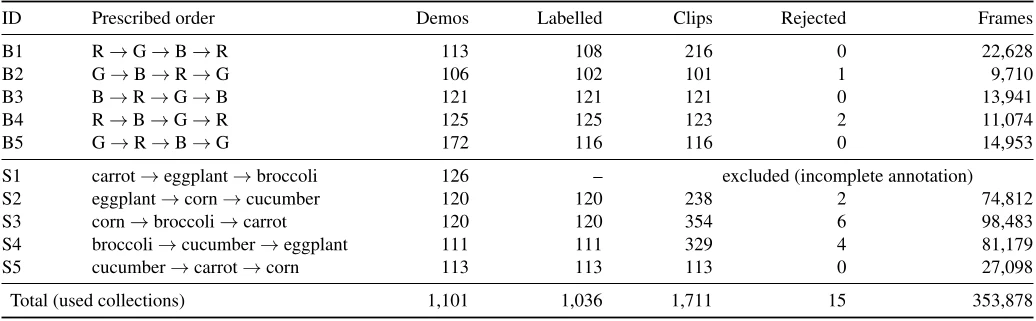 ID Prescribed order Demos Labelled Clips Rejected Frames
B1 R → G → B → R 113 108 216 0 22,628
B2 G → B → R → G 106 102 101 1 9,710
B3 B → R → G → B 121 121 121 0 13,941
B4 R → B → G → R 125 125 123 2 11,074
B5 G → R → B → G 172 116 116 0 14,953
S1 carrot → eggplant → broccoli 126 – excluded (incomplete annotation)
S2 eggplant → corn → cucumber 120 120 238 2 74,812
S3 corn → broccoli → carrot 120 120 354 6 98,483
S4 broccoli → cucumber → eggplant 111 111 329 4 81,179
S5 cucumber → carrot → corn 113 113 113 0 27,098
Total (used collections) 1,101 1,036 1,711 15 353,878